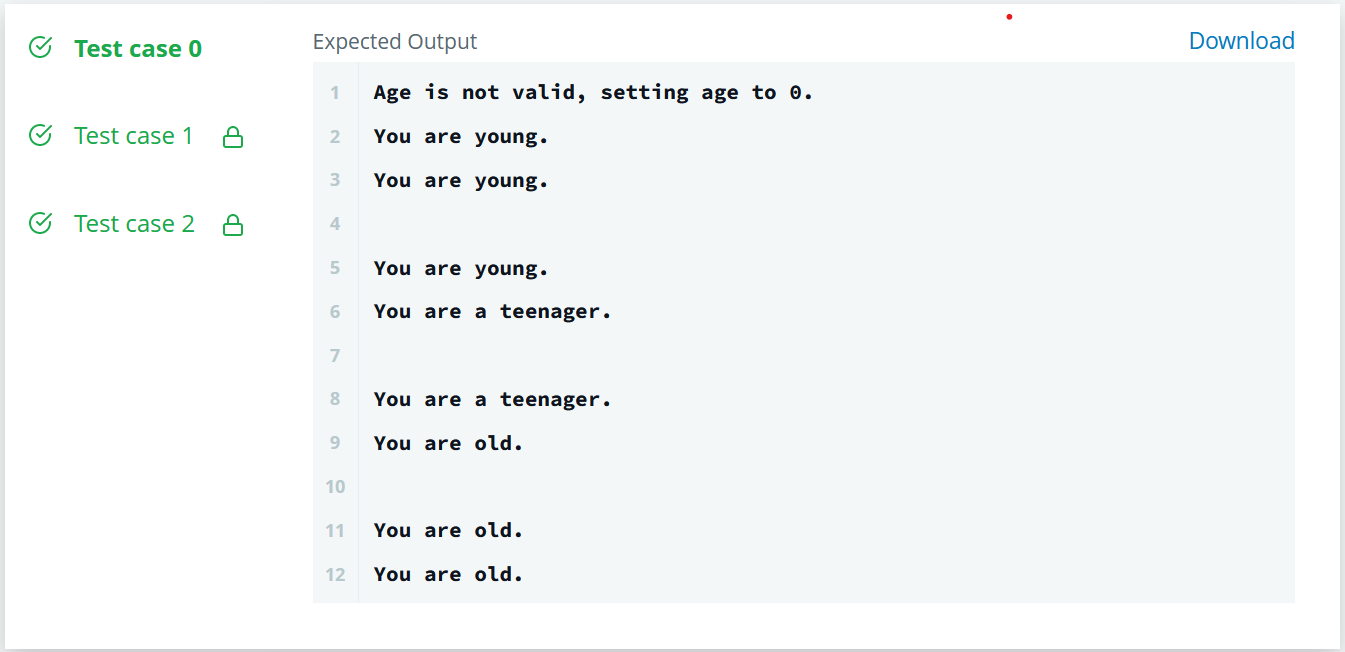 Test case 0
Test case 1
Test case 2
Expected Output
Download
1 Age is not valid, setting age to 0.
2 You are young.
3 You are young.
4
5 You are young.
6 You are a teenager.
7
8 You are a teenager.
9 You are old.
10
11 You are old.
12 You are old.